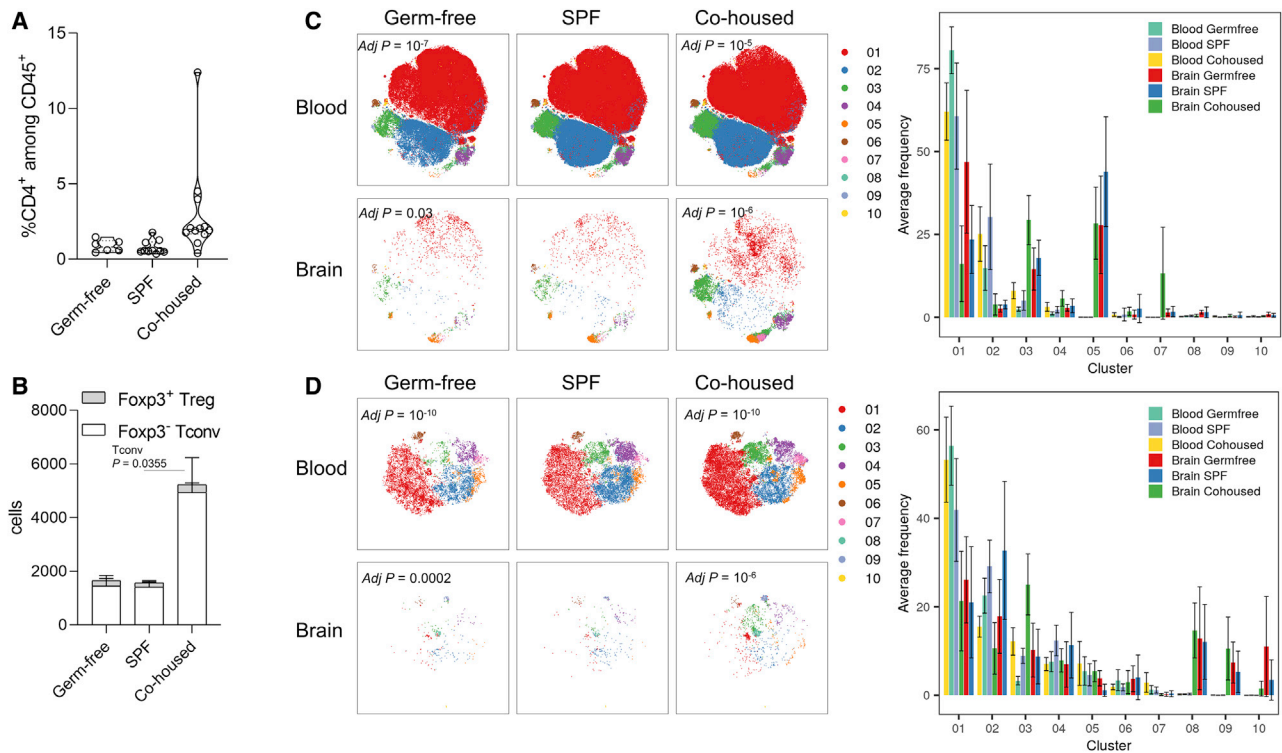 A
15
10
5
0
%CD4+ among CD45+
Germ-free
SPF
Co-housed
B
8000
6000
4000
2000
0
cells
Foxp3+ Treg
Foxp3- Tconv
Tconv
P = 0.0355
Germ-free
SPF
Co-housed
C
Germ-free
SPF
Co-housed
Blood
Adj P = 10-7
Adj P = 10-5
Brain
Adj P = 0.03
Adj P = 10-6
01
02
03
04
05
06
07
08
09
10
Average frequency
75
50
25
0
Blood Germfree
Blood SPF
Blood Cohoused
Brain Germfree
Brain SPF
Brain Cohoused
01 02 03 04 05 06 07 08 09 10
Cluster
D
Germ-free
SPF
Co-housed
Blood
Adj P = 10-10
Adj P = 10-10
Brain
Adj P = 0.0002
Adj P = 10-6
01
02
03
04
05
06
07
08
09
10
Average frequency
60
40
20
0
Blood Germfree
Blood SPF
Blood Cohoused
Brain Germfree
Brain SPF
Brain Cohoused
01 02 03 04 05 06 07 08 09 10
Cluster